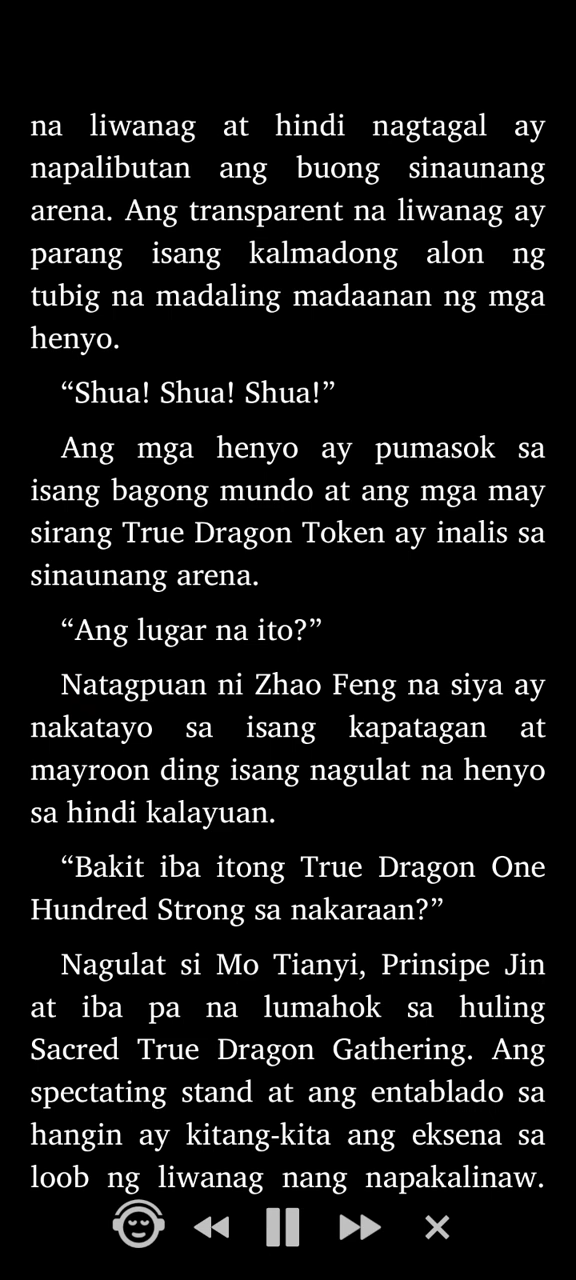 na liwanag at hindi nagtagal ay
napalibutan ang buong sinaunang
arena. Ang transparent na liwanag ay
parang isang kalmadong alon ng
tubig na madaling madaanan ng mga
henyo.
“Shua! Shua! Shua!”
Ang mga henyo ay pumasok sa
isang bagong mundo at ang mga may
sirang True Dragon Token ay inalis sa
sinaunang arena.
“Ang lugar na ito?”
Natagpuan ni Zhao Feng na siya ay
nakatayo sa isang kapatagan at
mayroon ding isang nagulat na henyo
sa hindi kalayuan.
“Bakit iba itong True Dragon One
Hundred Strong sa nakaraan?”
Nagulat si Mo Tianyi, Prinsipe Jin
at iba pa na lumahok sa huling
Sacred True Dragon Gathering. Ang
spectating stand at ang entablado sa
hangin ay kitang-kita ang eksena sa
loob ng liwanag nang napakalinaw.